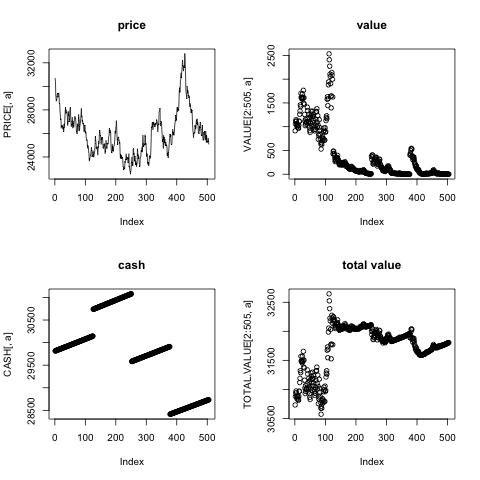 price
PRICE[, a]
32000
28000
24000
0 100 200 300 400 500
Index
value
VALUE[2:505, a]
2500
1500
500
0
0 100 200 300 400 500
Index
cash
CASH[, a]
30500
29500
28500
0 100 200 300 400 500
Index
total value
TOTAL.VALUE[2:505, a]
32500
31500
30500
0 100 200 300 400 500
Index